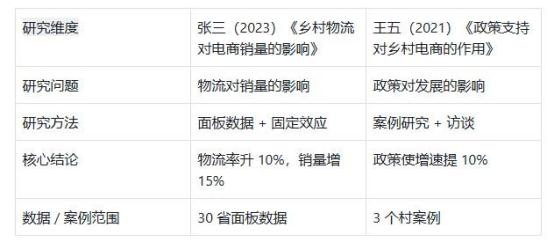 研究维度
张三（2023）《乡村物流
对电商销量的影响》
王五（2021）《政策支持
对乡村电商的作用》
研究问题
物流对销量的影响
政策对发展的影响
研究方法
面板数据 + 固定效应
案例研究 + 访谈
核心结论
物流率升 10%，销量增
15%
政策使增速提 10%
数据 / 案例范围
30 省面板数据
3 个村案例